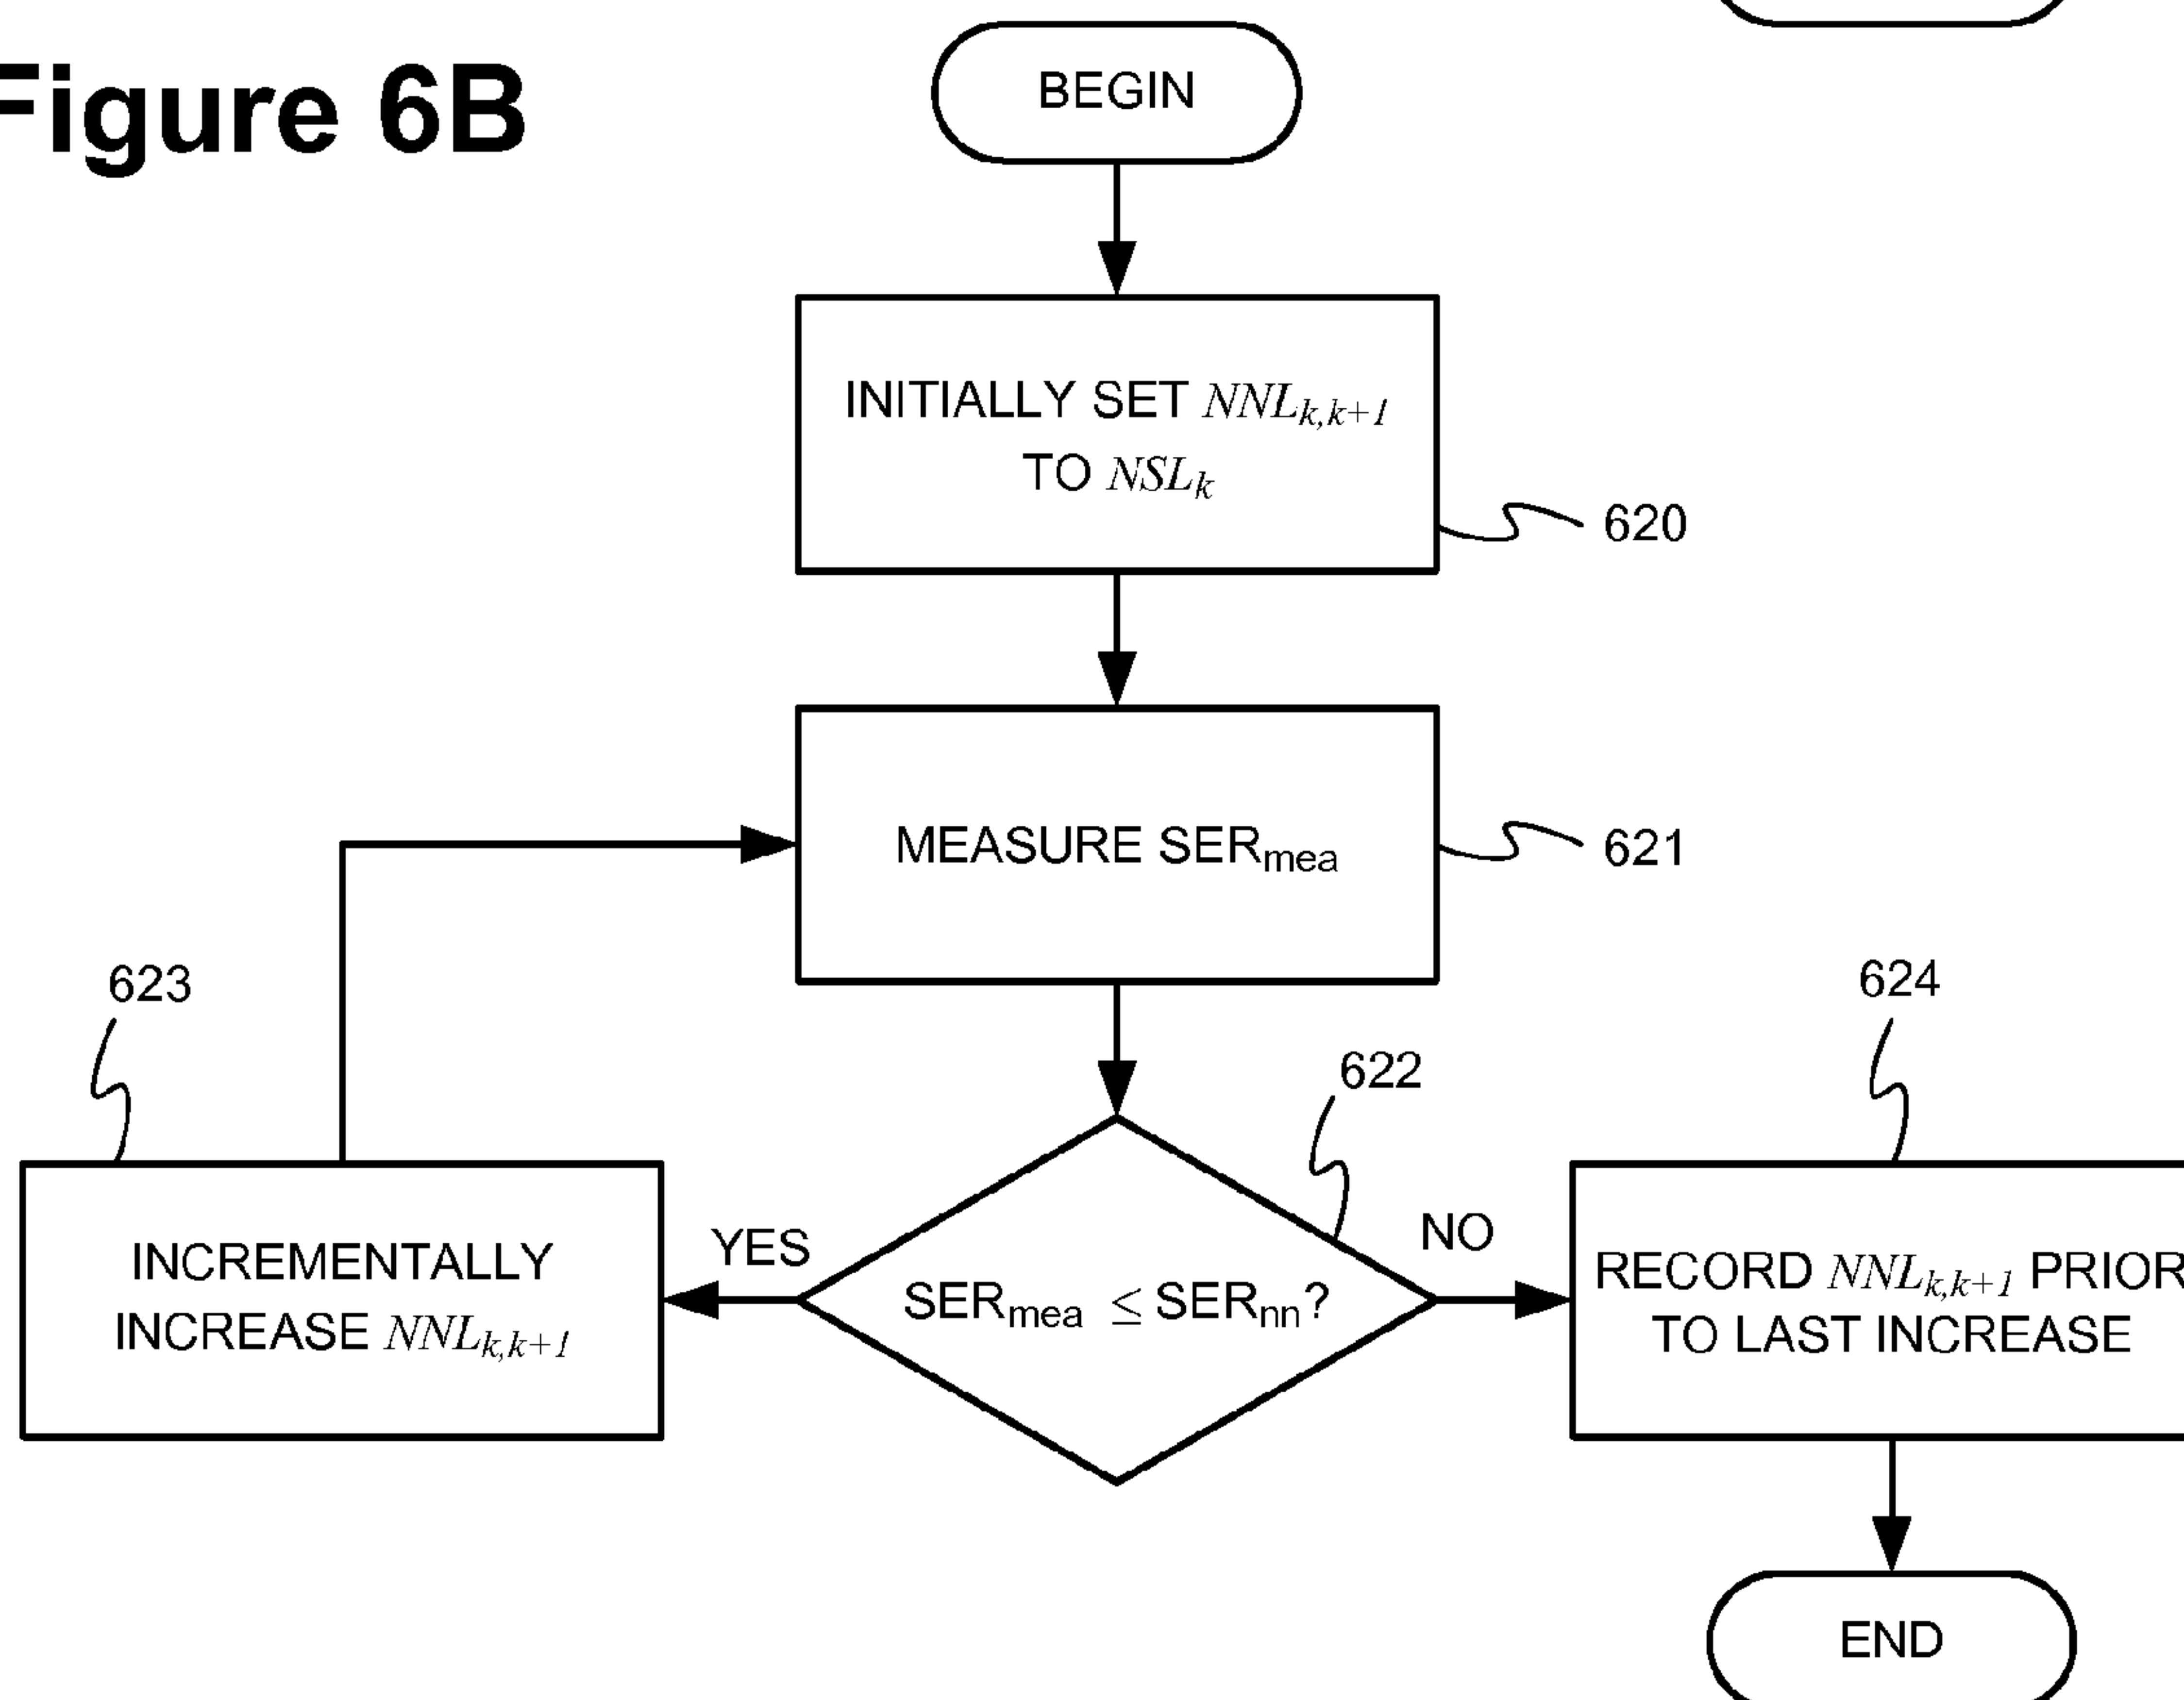 Figure 6B
BEGIN
INITIALLY SET NNLk,k+1
TO NSLk
620
MEASURE SERmea
621
623
622
624
YES
NO
INCREMENTALLY
INCREASE NNLk,k+1
SERmea ≤ SERnn?
RECORD NNLk,k+1 PRIOR
TO LAST INCREASE
END